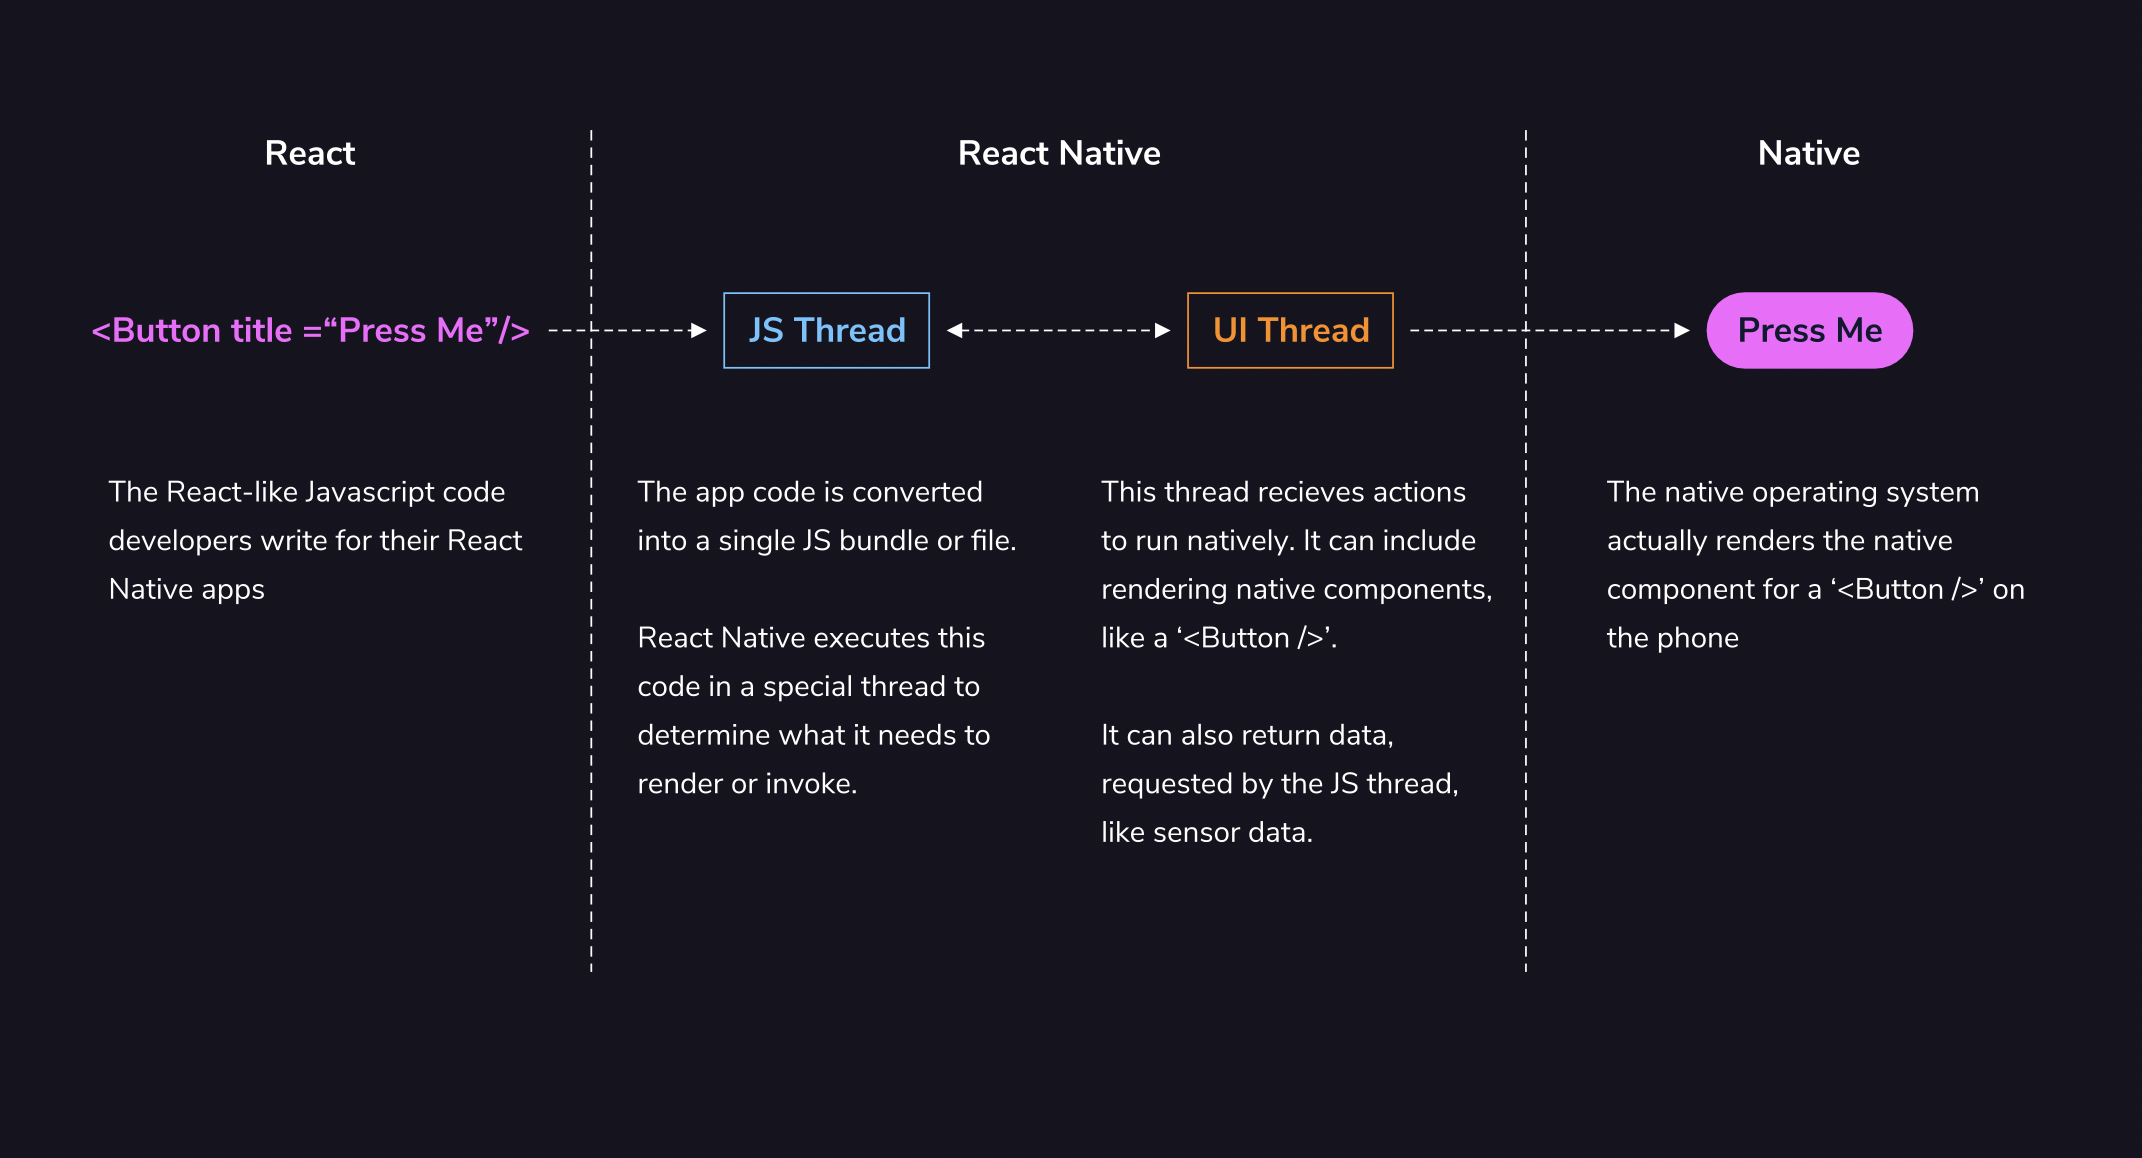 React
React Native
Native
<Button title =“Press Me”/>
JS Thread
UI Thread
Press Me
The React-like Javascript code
developers write for their React
Native apps
The app code is converted
into a single JS bundle or file.
React Native executes this
code in a special thread to
determine what it needs to
render or invoke.
This thread recieves actions
to run natively. It can include
rendering native components,
like a ‘<Button />’.
It can also return data,
requested by the JS thread,
like sensor data.
The native operating system
actually renders the native
component for a ‘<Button />’ on
the phone